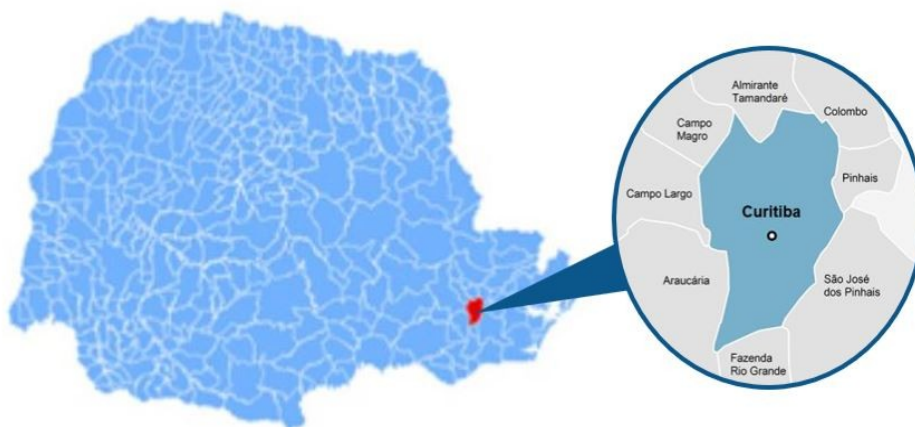 Almirante
Tamandaré
Colombo
Campo
Magro
Pinhais
Campo Largo
Curitiba
Araucária
São José
dos Pinhais
Fazenda
Rio Grande